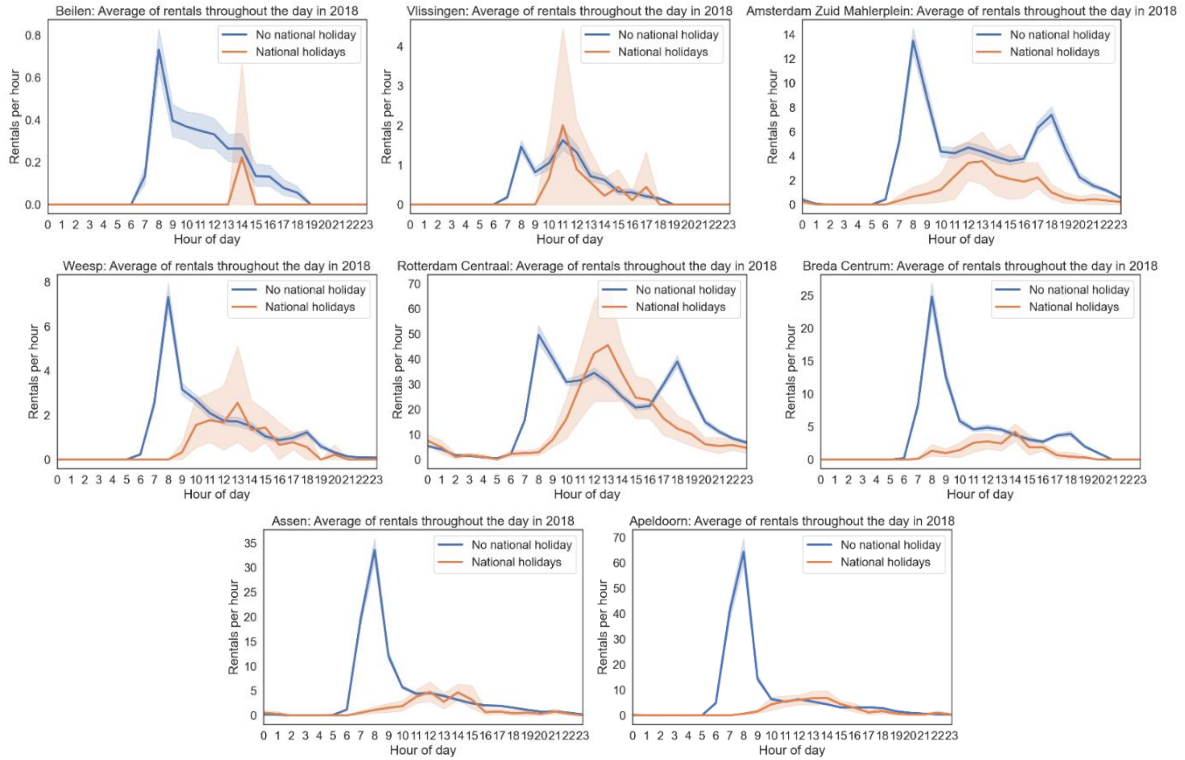 Beilen: Average of rentals throughout the day in 2018
No national holiday
National holidays
Rentals per hour
0.8
0.6
0.4
0.2
0.0
0 1 2 3 4 5 6 7 8 9 10 11 12 13 14 15 16 17 18 19 20 21 22 23
Hour of day
Vlissingen: Average of rentals throughout the day in 2018
No national holiday
National holidays
Rentals per hour
4
3
2
1
0
0 1 2 3 4 5 6 7 8 9 10 11 12 13 14 15 16 17 18 19 20 21 22 23
Hour of day
Amsterdam Zuid Mahlerplein: Average of rentals throughout the day in 2018
No national holiday
National holidays
Rentals per hour
14
12
10
8
6
4
2
0
0 1 2 3 4 5 6 7 8 9 10 11 12 13 14 15 16 17 18 19 20 21 22 23
Hour of day
Weesp: Average of rentals throughout the day in 2018
No national holiday
National holidays
Rentals per hour
8
6
4
2
0
0 1 2 3 4 5 6 7 8 9 10 11 12 13 14 15 16 17 18 19 20 21 22 23
Hour of day
Rotterdam Centraal: Average of rentals throughout the day in 2018
No national holiday
National holidays
Rentals per hour
70
60
50
40
30
20
10
0
0 1 2 3 4 5 6 7 8 9 10 11 12 13 14 15 16 17 18 19 20 21 22 23
Hour of day
Breda Centrum: Average of rentals throughout the day in 2018
No national holiday
National holidays
Rentals per hour
25
20
15
10
5
0
0 1 2 3 4 5 6 7 8 9 10 11 12 13 14 15 16 17 18 19 20 21 22 23
Hour of day
Assen: Average of rentals throughout the day in 2018
No national holiday
National holidays
Rentals per hour
35
30
25
20
15
10
5
0
0 1 2 3 4 5 6 7 8 9 10 11 12 13 14 15 16 17 18 19 20 21 22 23
Hour of day
Apeldoorn: Average of rentals throughout the day in 2018
No national holiday
National holidays
Rentals per hour
70
60
50
40
30
20
10
0
0 1 2 3 4 5 6 7 8 9 10 11 12 13 14 15 16 17 18 19 20 21 22 23
Hour of day